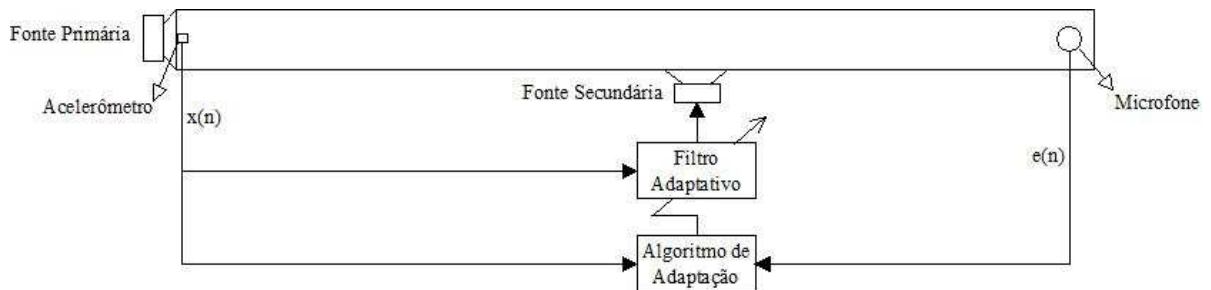 Fonte Primária
Acelerômetro
x(n)
Fonte Secundária
Microfone
e(n)
Filtro
Adaptativo
Algoritmo de
Adaptação